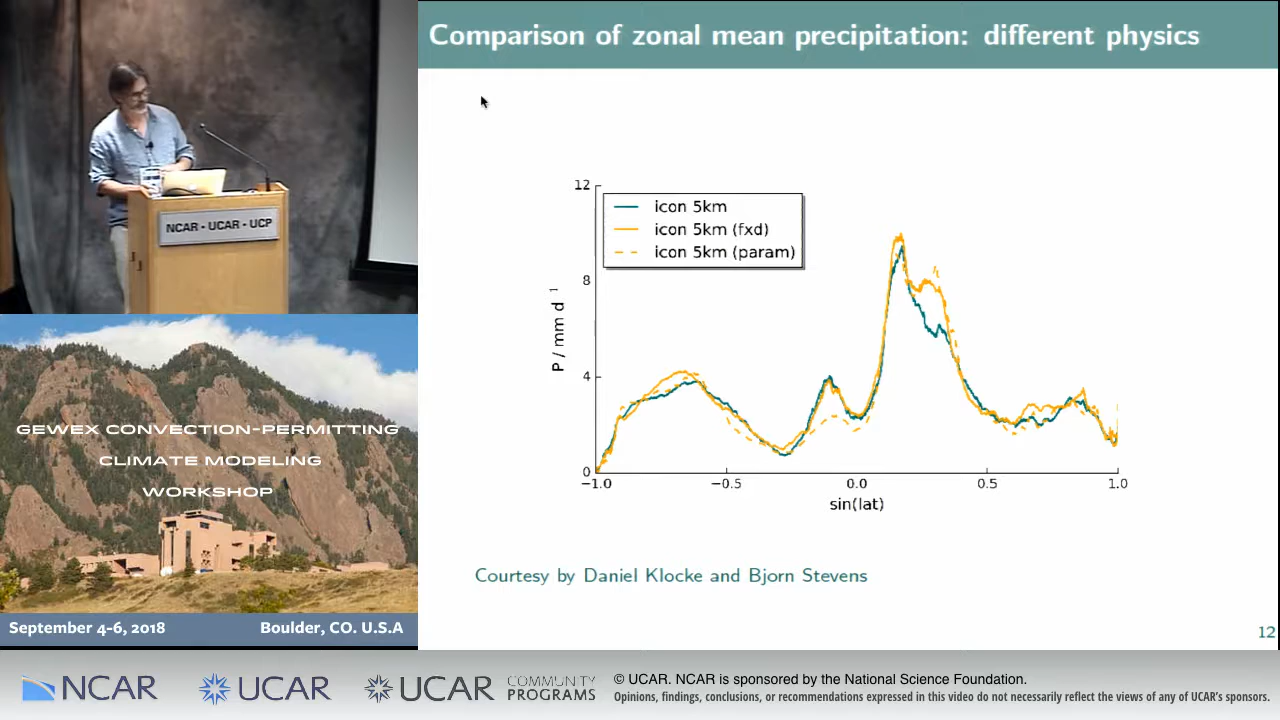 Comparison of zonal mean precipitation: different physics
NCAR • UCAR • UCP
icon 5km
icon 5km (fxd)
icon 5km (param)
12
8
4
0
P / mm d 1
−1.0 −0.5 0.0 0.5 1.0
sin(lat)
Courtesy by Daniel Klocke and Bjorn Stevens
12
GEWEX CONVECTION-PERMITTING
CLIMATE MODELING
WORKSHOP
September 4-6, 2018 Boulder, CO. U.S.A
NCAR UCAR UCAR COMMUNITY PROGRAMS
© UCAR. NCAR is sponsored by the National Science Foundation.
Opinions, findings, conclusions, or recommendations expressed in this video do not necessarily reflect the views of any of UCAR's sponsors.